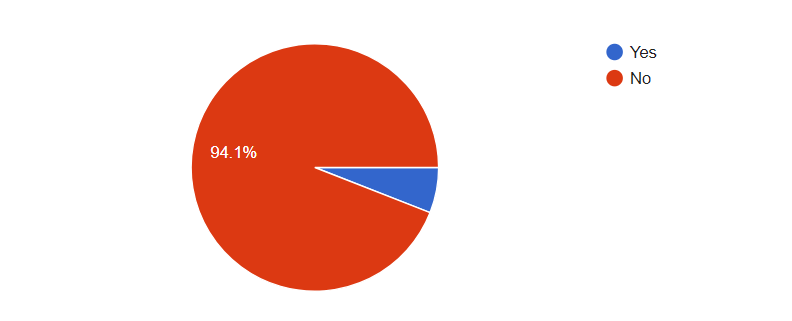 Yes
No
94.1%